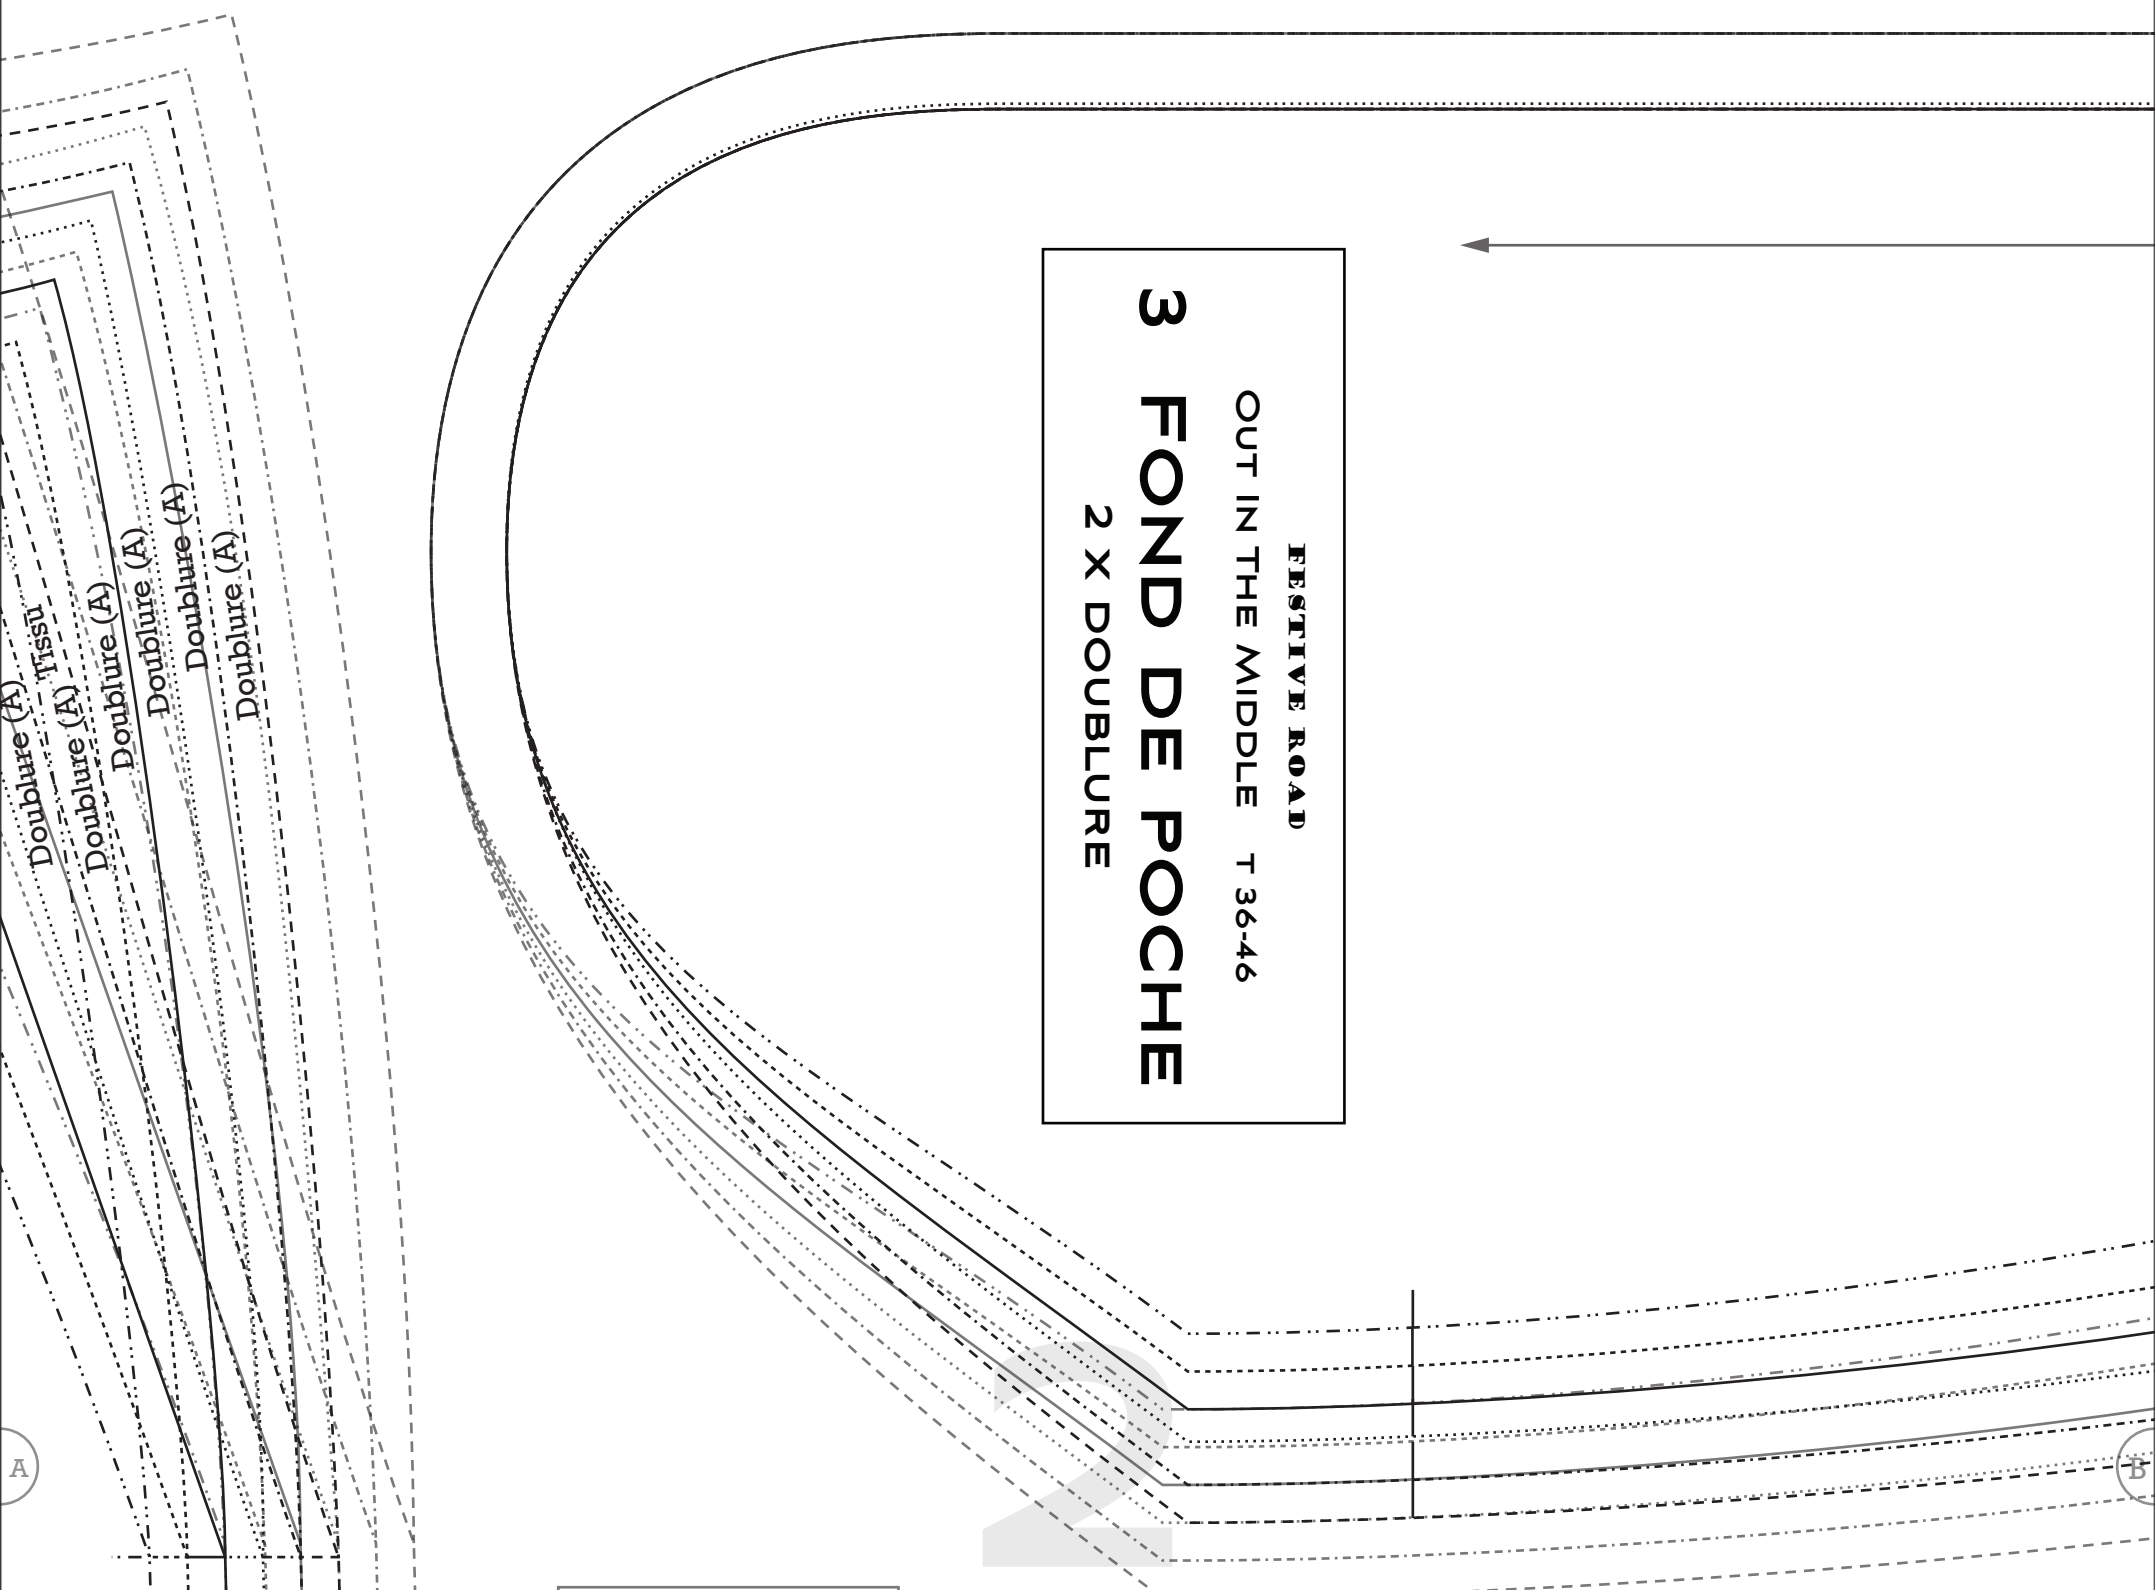 FESTIVE ROAD
OUT IN THE MIDDLE T 36-46
3 FOND DE POCHE
2 X DOUBLURE
Doublure (A)
Tissu
Doublure (A)
Doublure (A)
Doublure (A)
Doublure (A)
Doublure (A)
A
2
B